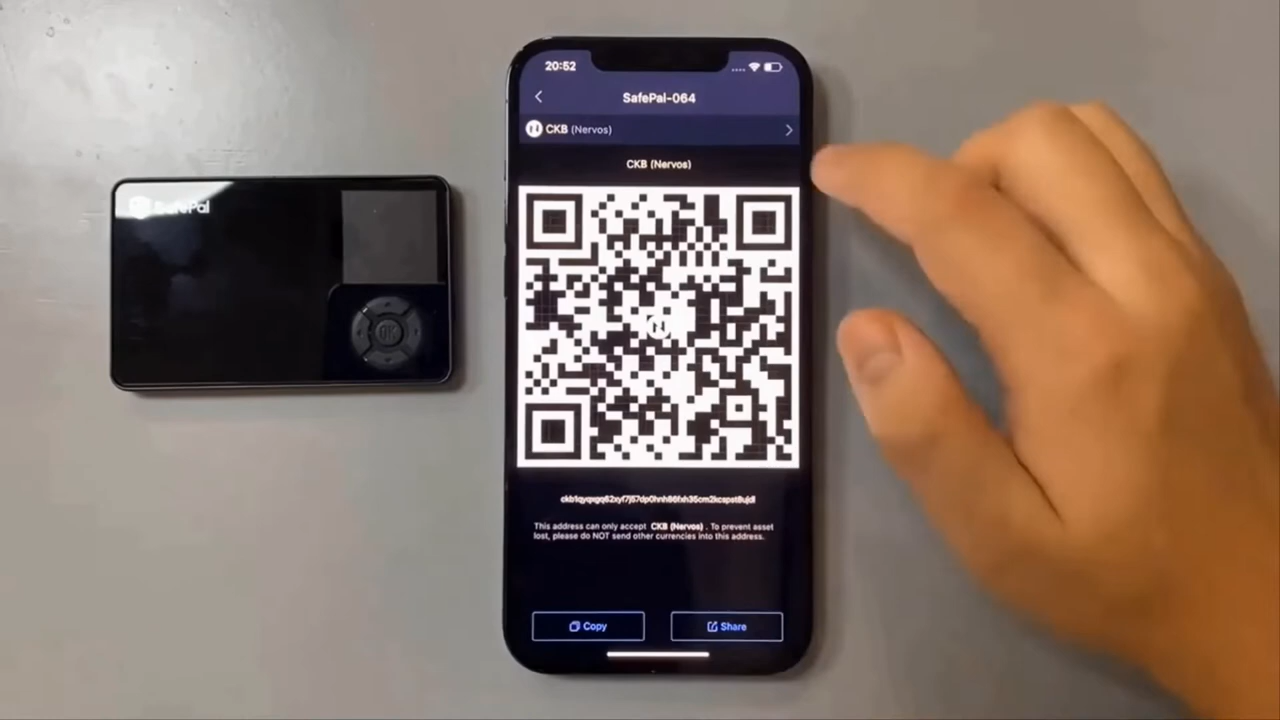 SafePal
OK
20:52
SafePal-064
CKB (Nervos)
CKB (Nervos)
This address can only accept CKB (Nervos) . To prevent asset
lost, please do NOT send other currencies into this address.
Copy
Share